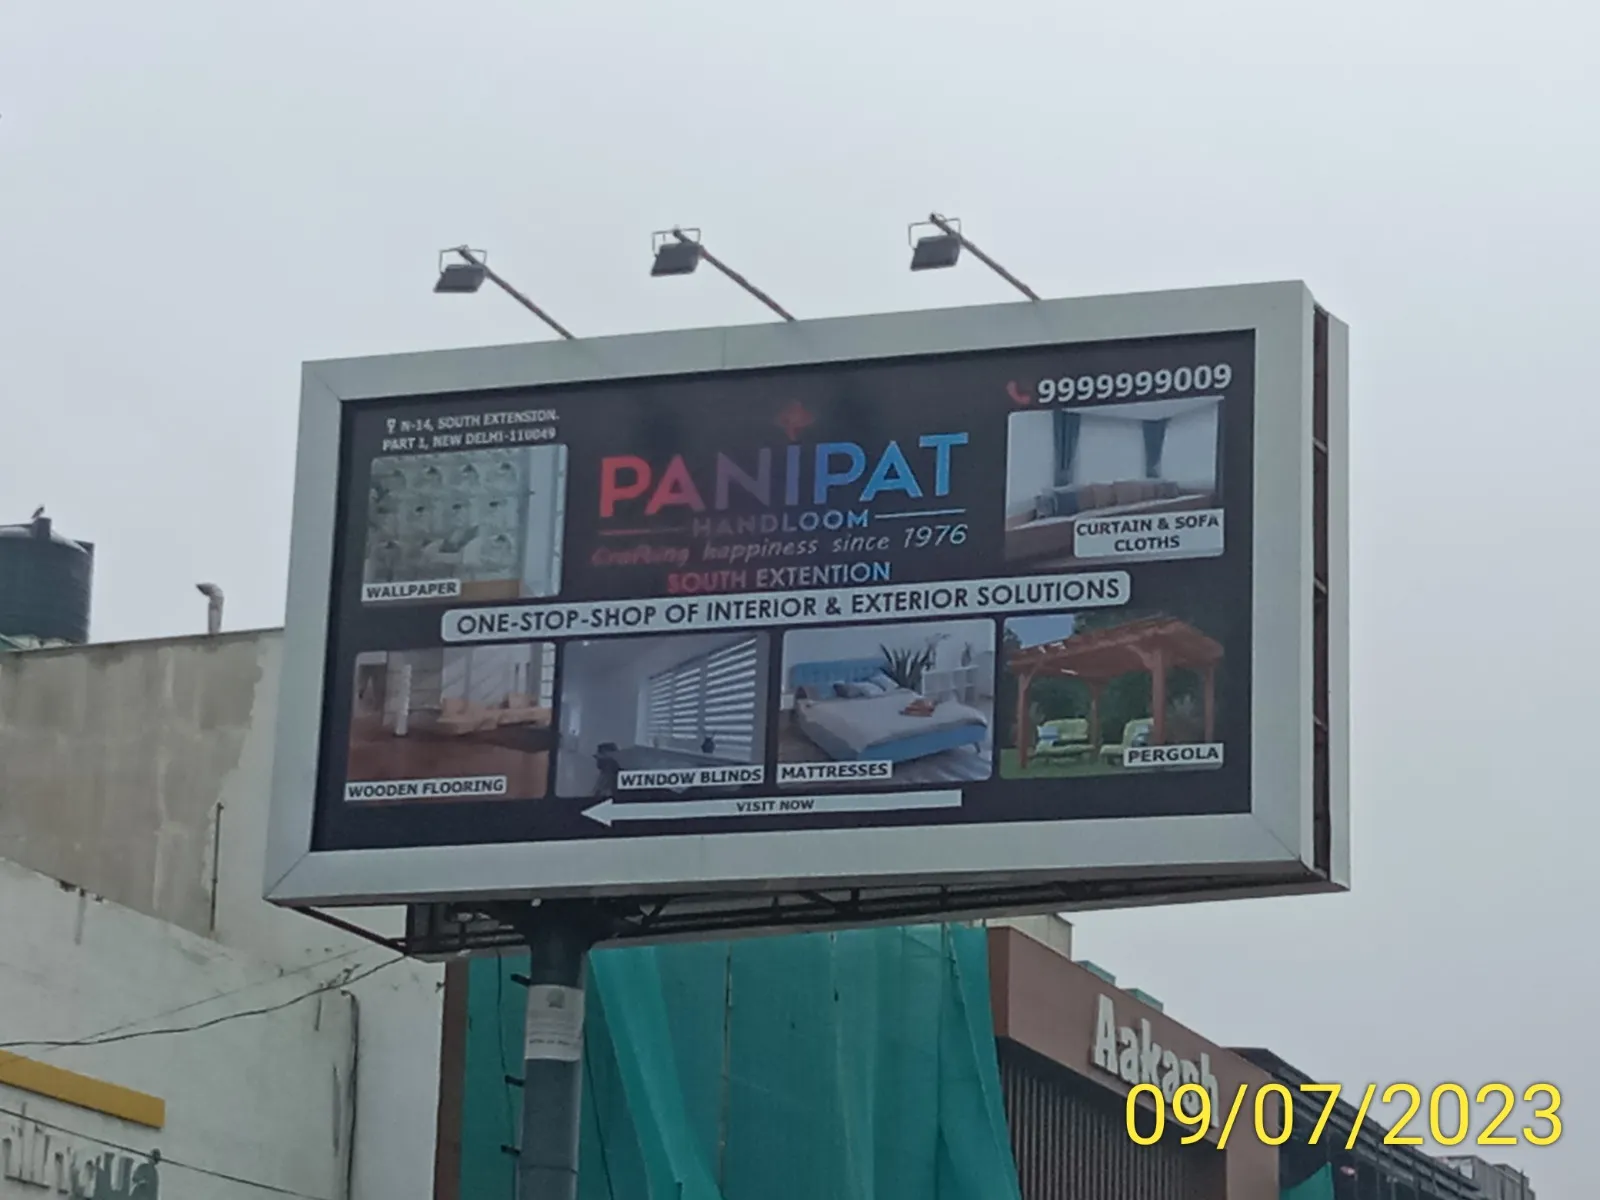 N-14, SOUTH EXTENSION.
PART 1, NEW DELHI-110049
9999999009
PANIPAT
HANDLOOM
Crafting happiness since 1976
SOUTH EXTENTION
WALLPAPER
CURTAIN & SOFA
CLOTHS
ONE-STOP-SHOP OF INTERIOR & EXTERIOR SOLUTIONS
WOODEN FLOORING
WINDOW BLINDS
MATTRESSES
PERGOLA
VISIT NOW
Aakash
09/07/2023